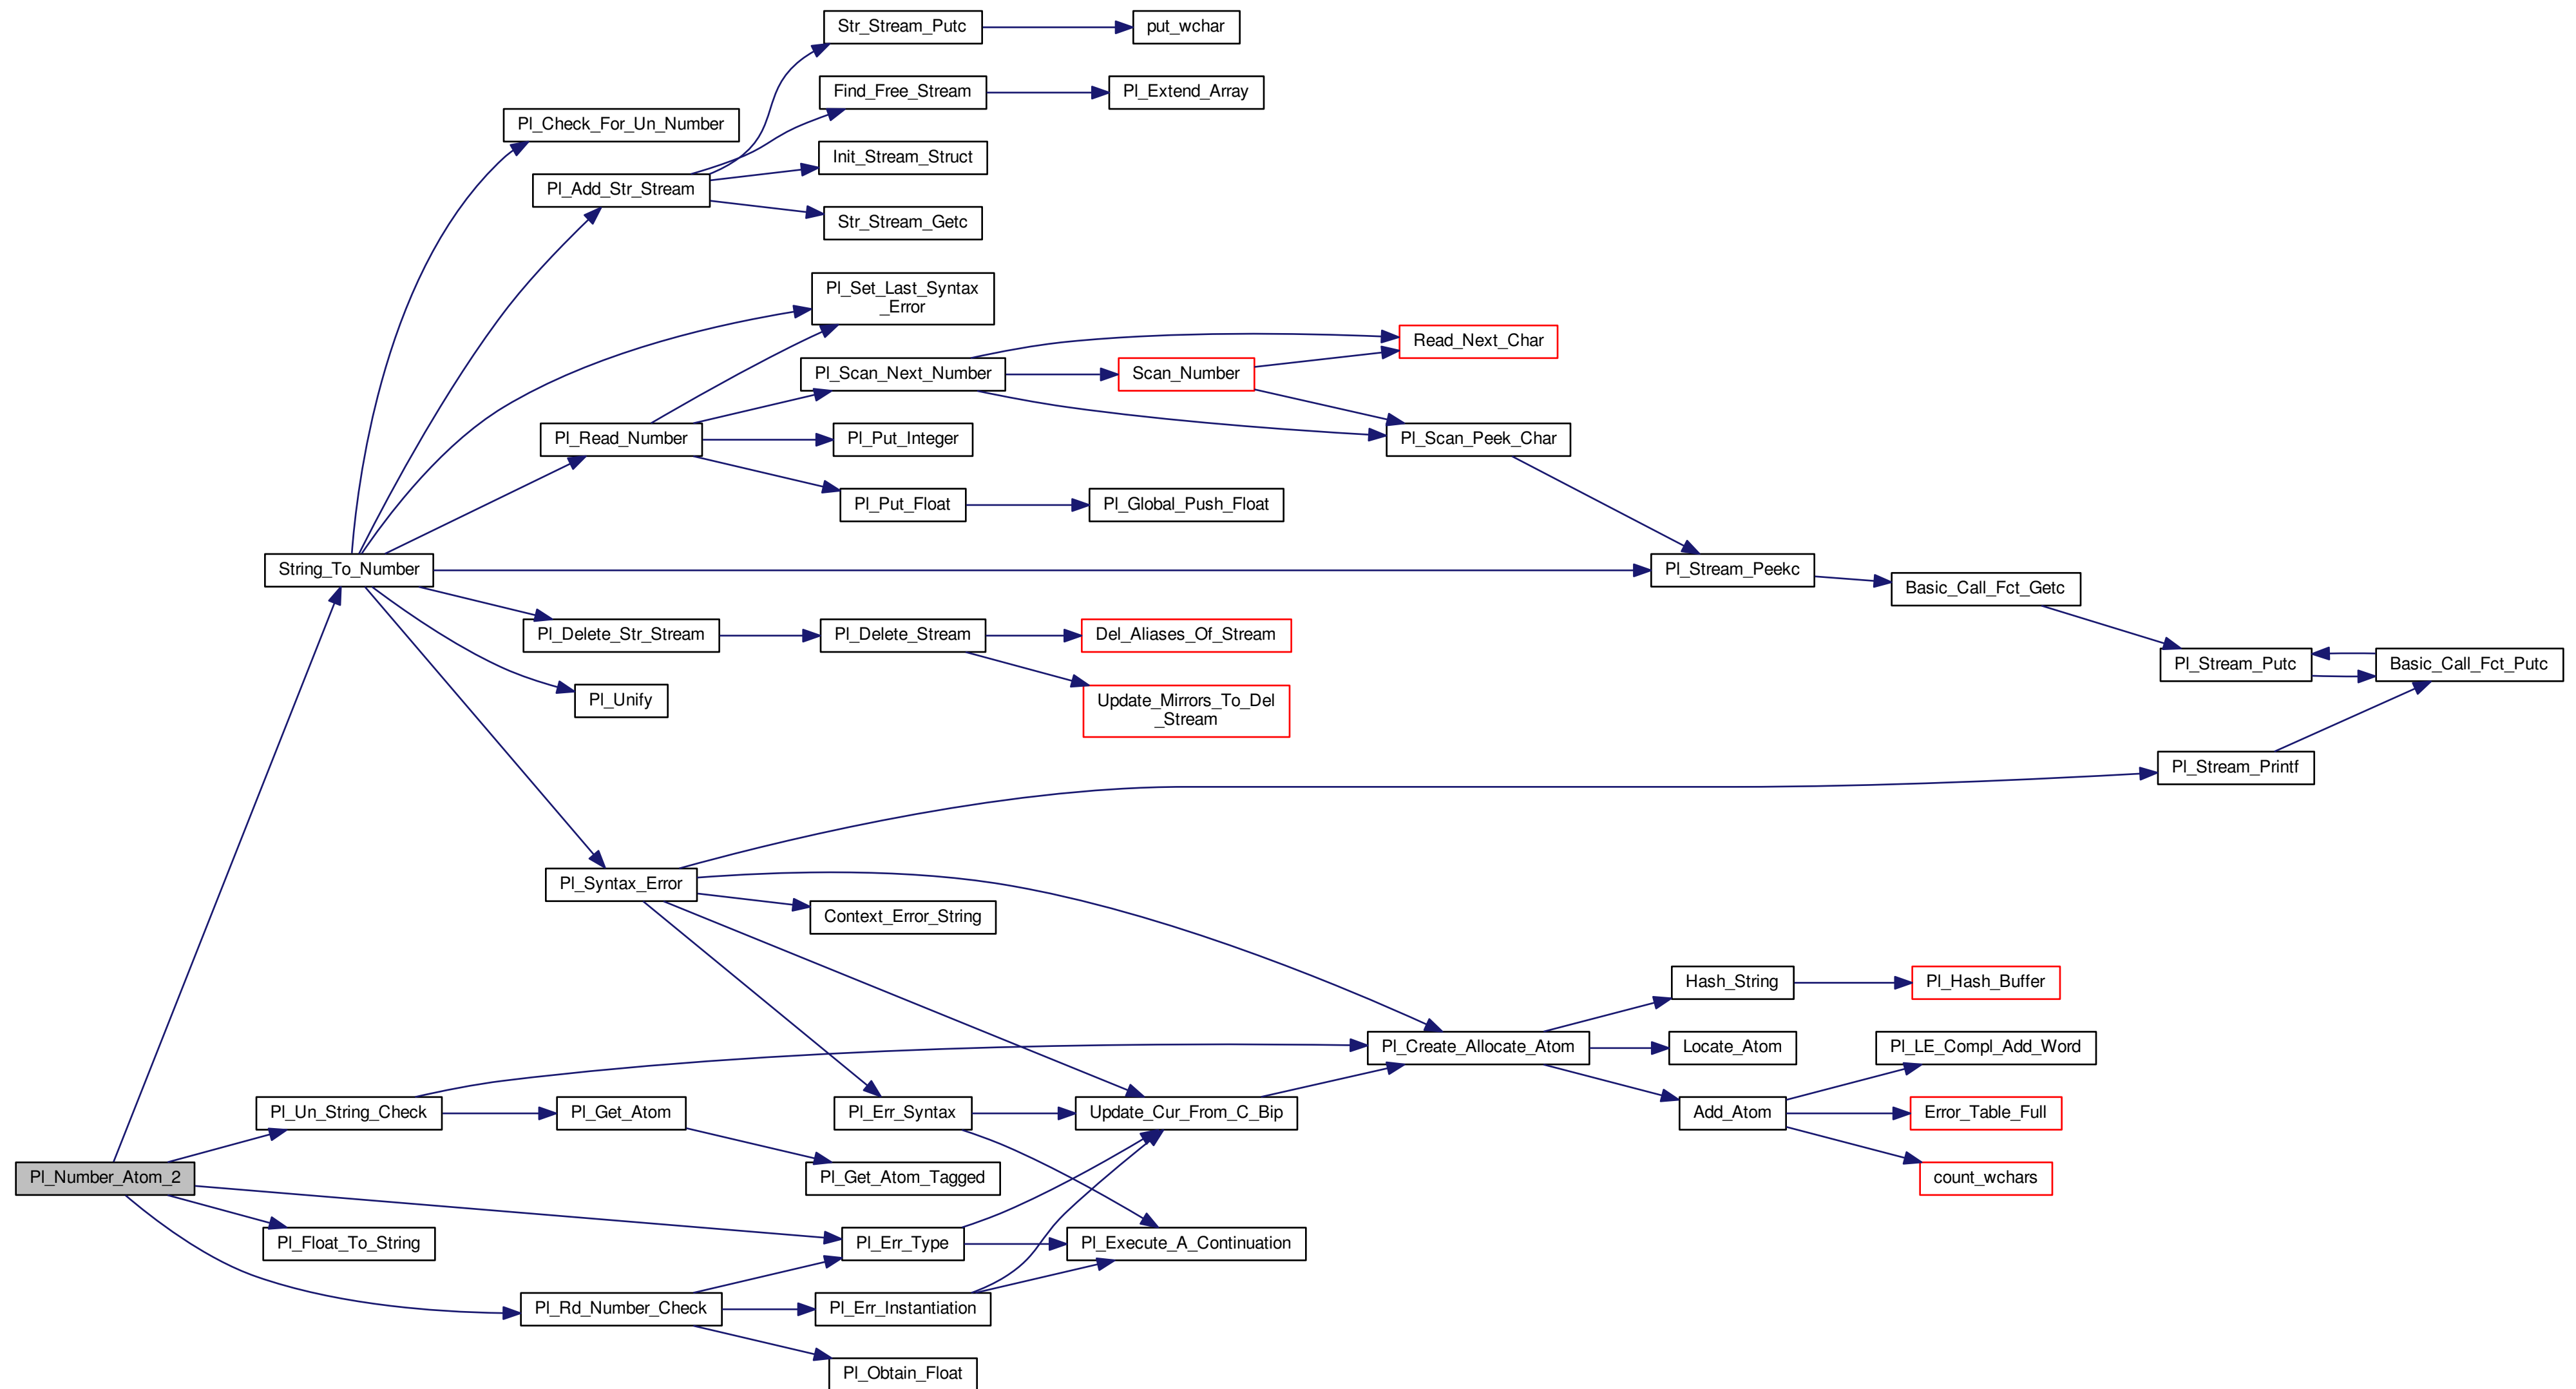 Str_Stream_Putc
put_wchar
Find_Free_Stream
Pl_Extend_Array
Pl_Check_For_Un_Number
Init_Stream_Struct
Pl_Add_Str_Stream
Str_Stream_Getc
Pl_Set_Last_Syntax
_Error
Read_Next_Char
Pl_Scan_Next_Number
Scan_Number
Pl_Read_Number
Pl_Put_Integer
Pl_Scan_Peek_Char
Pl_Put_Float
Pl_Global_Push_Float
String_To_Number
Pl_Stream_Peekc
Basic_Call_Fct_Getc
Pl_Delete_Str_Stream
Pl_Delete_Stream
Del_Aliases_Of_Stream
Pl_Stream_Putc
Basic_Call_Fct_Putc
Pl_Unify
Update_Mirrors_To_Del
_Stream
Pl_Stream_Printf
Pl_Syntax_Error
Context_Error_String
Hash_String
Pl_Hash_Buffer
Pl_Create_Allocate_Atom
Locate_Atom
Pl_LE_Compl_Add_Word
Pl_Un_String_Check
Pl_Get_Atom
Pl_Err_Syntax
Update_Cur_From_C_Bip
Add_Atom
Error_Table_Full
Pl_Number_Atom_2
Pl_Get_Atom_Tagged
count_wchars
Pl_Float_To_String
Pl_Err_Type
Pl_Execute_A_Continuation
Pl_Rd_Number_Check
Pl_Err_Instantiation
Pl_Obtain_Float